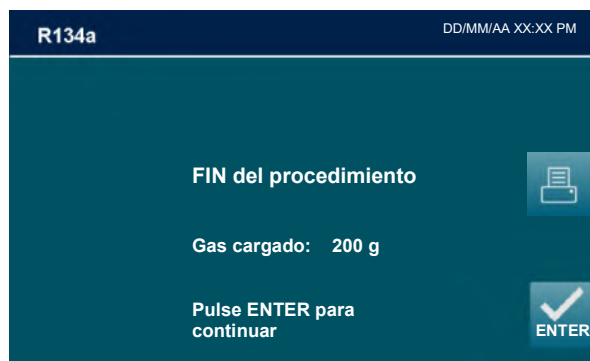 R134a
DD/MM/AA XX:XX PM
FIN del procedimiento
Gas cargado: 200 g
Pulse ENTER para
continuar
ENTER